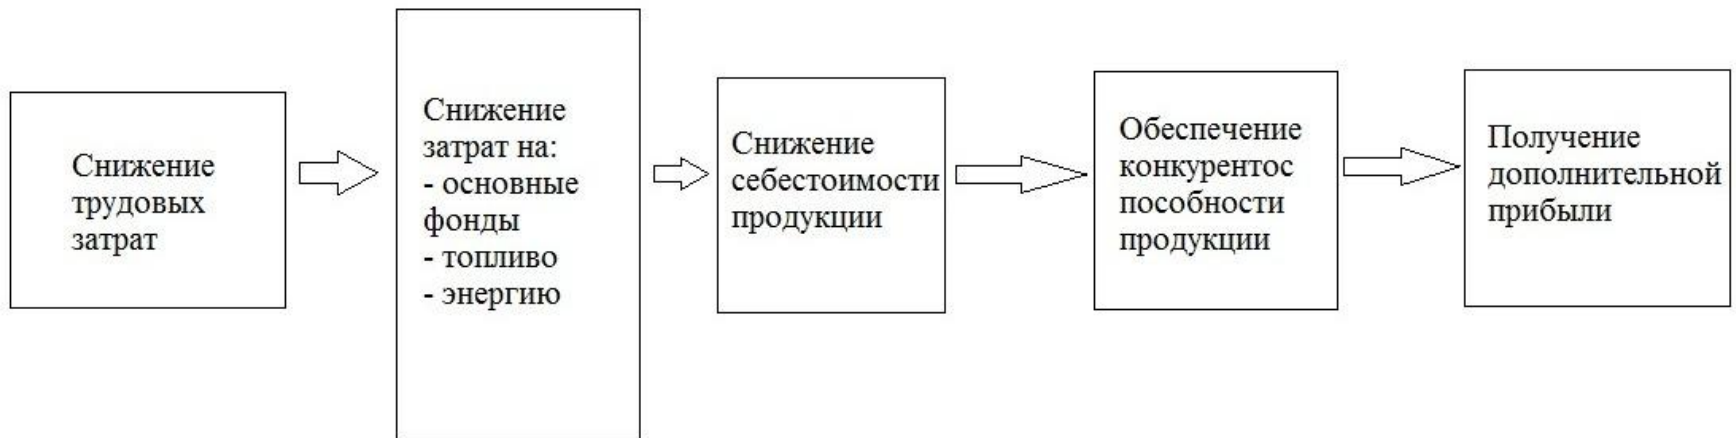 Снижение
трудовых
затрат
Снижение
затрат на:
- основные
фонды
- топливо
- энергию
Снижение
себестоимости
продукции
Обеспечение
конкурентос
пособности
продукции
Получение
дополнительной
прибыли